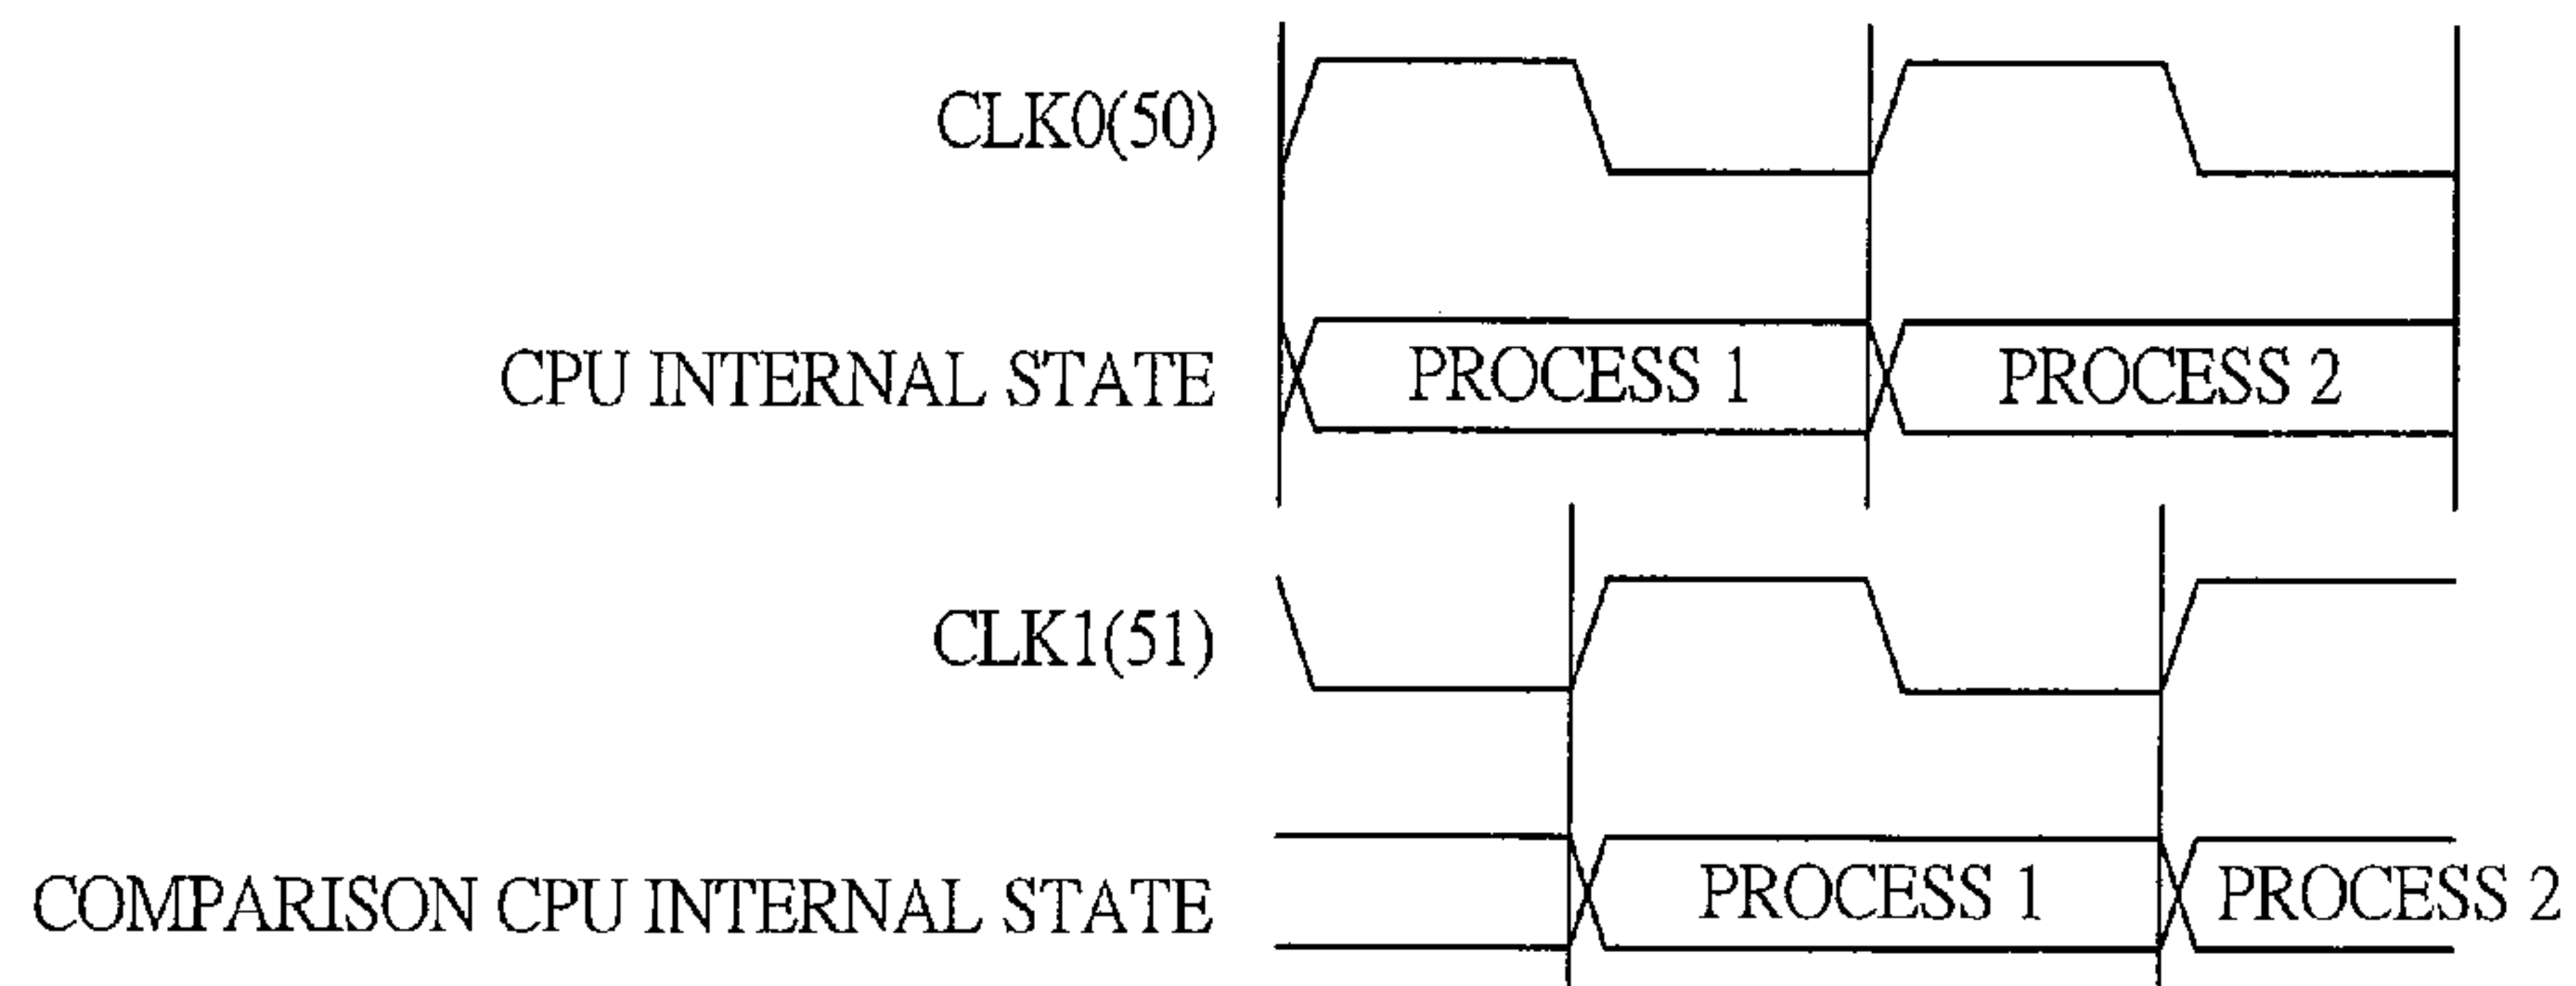 CLK0(50)
CPU INTERNAL STATE
PROCESS 1
PROCESS 2
CLK1(51)
COMPARISON CPU INTERNAL STATE
PROCESS 1
PROCESS 2